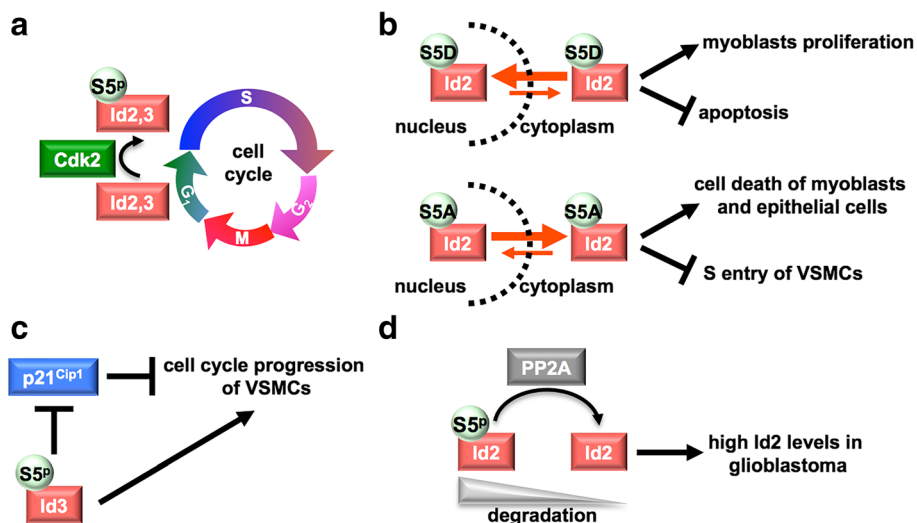 a
S5p
Id2,3
Cdk2
Id2,3
S
G2
M
G1
cell
cycle
b
S5D
Id2
S5D
Id2
nucleus
cytoplasm
myoblasts proliferation
apoptosis
S5A
Id2
S5A
Id2
nucleus
cytoplasm
cell death of myoblasts
and epithelial cells
S entry of VSMCs
c
p21Cip1
cell cycle progression
of VSMCs
S5p
Id3
d
PP2A
S5p
Id2
Id2
high Id2 levels in
glioblastoma
degradation